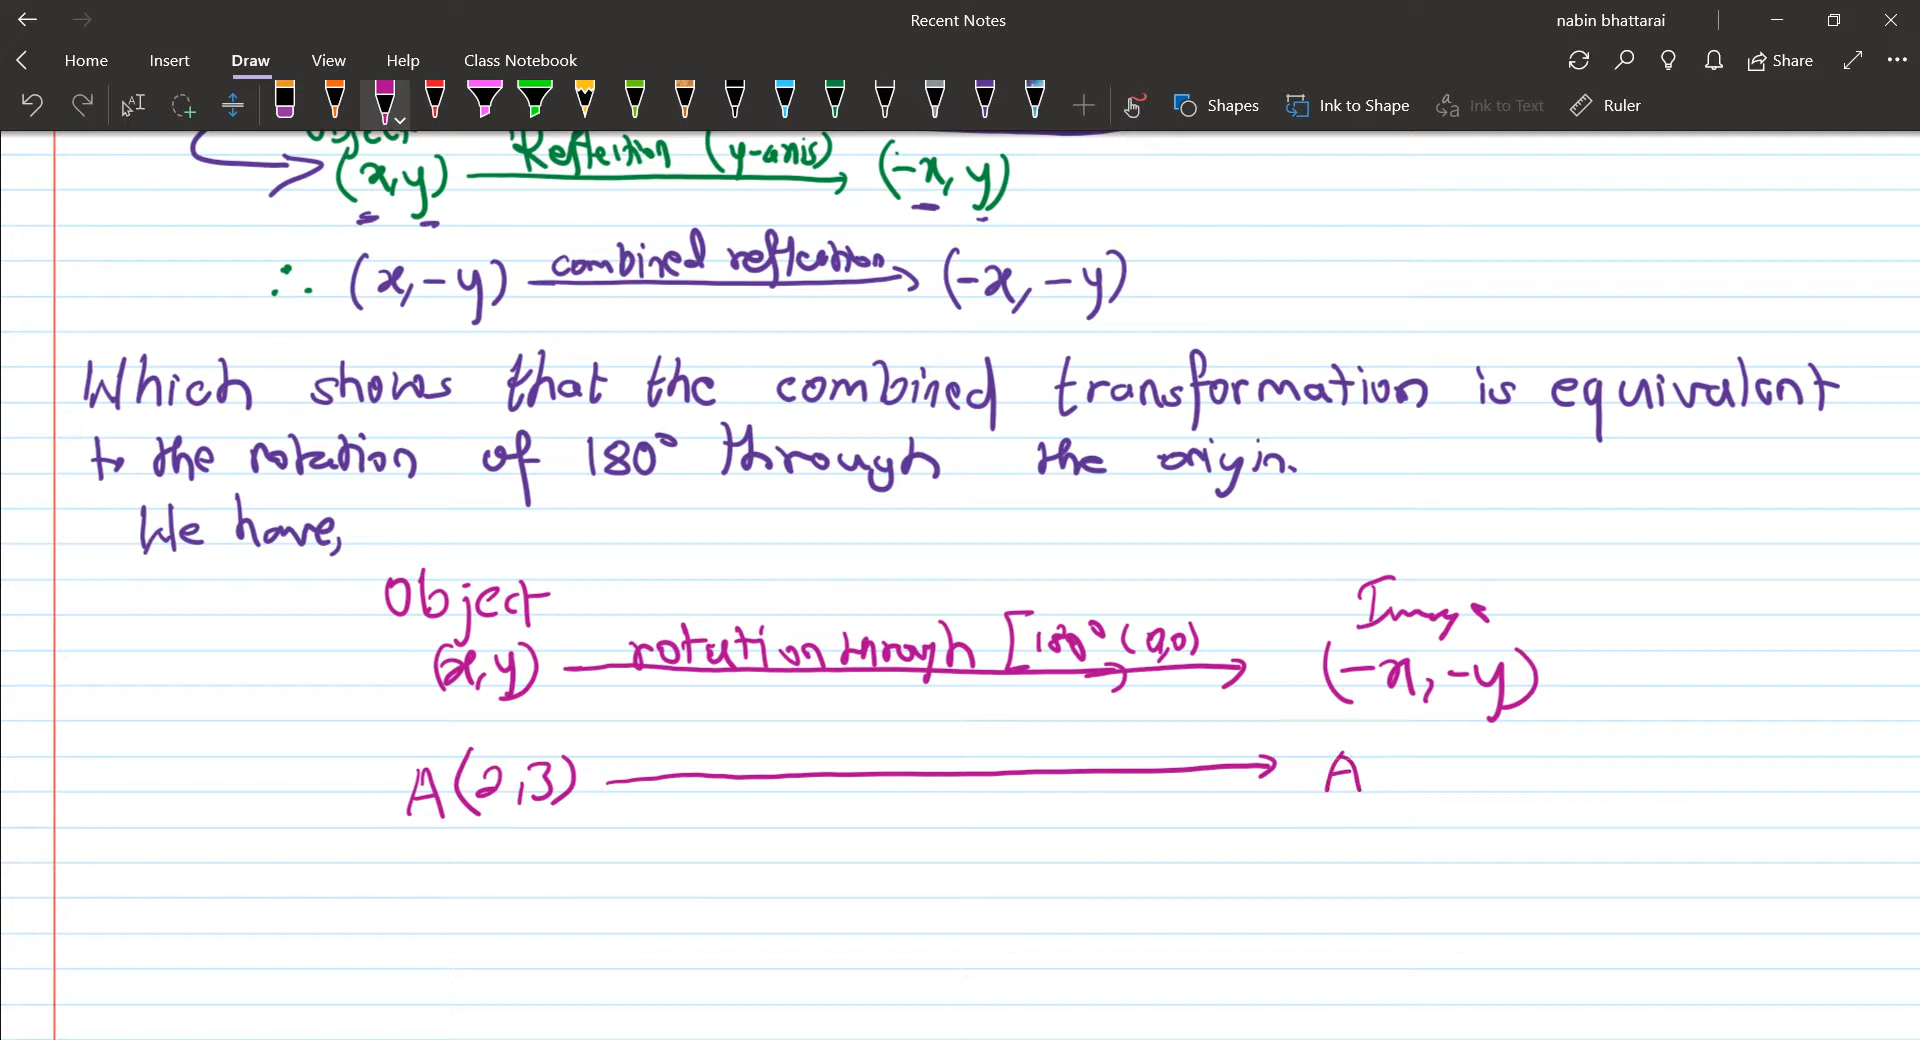 Recent Notes
nabin bhattarai
Home Insert Draw View Help Class Notebook
Share
Shapes Ink to Shape Ink to Text Ruler
Object
(x,y) Reflection (y-axis) (-x, y)
∴ (x,-y) combined reflection (-x, -y)
Which shows that the combined transformation is equivalent
to the rotation of 180° through the origin.
We have,
Object Image
(x,y) rotation through [180° (0,0) (-x,-y)
A(2,3) A